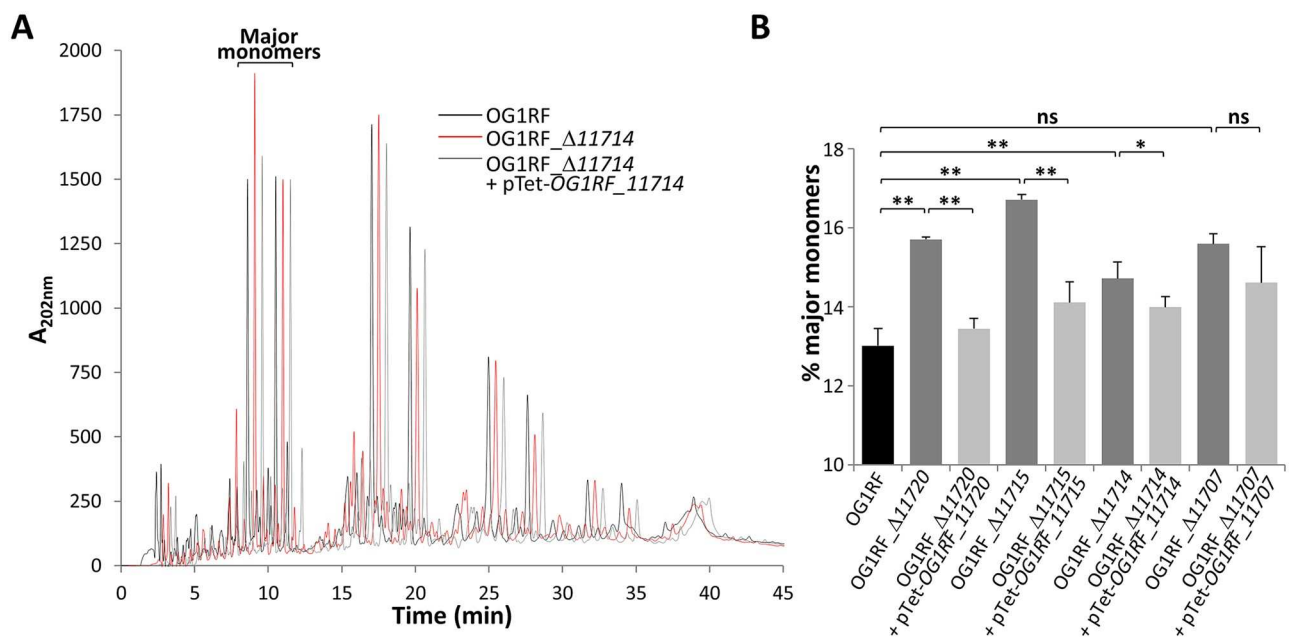 A
Major
monomers
2000
1750
1500
1250
1000
750
500
250
0
A202nm
OG1RF
OG1RF_Δ11714
OG1RF_Δ11714
+ pTet-OG1RF_11714
0
5
10
15
20
25
30
35
40
45
Time (min)
B
ns
ns
**
*
**
**
**
**
18
16
14
12
10
% major monomers
OG1RF
OG1RF_Δ11720
OG1RF_Δ11720
+ pTet-OG1RF_11720
OG1RF_Δ11715
OG1RF_Δ11715
+ pTet-OG1RF_11715
OG1RF_Δ11714
OG1RF_Δ11714
+ pTet-OG1RF_11714
OG1RF_Δ11707
OG1RF_Δ11707
+ pTet-OG1RF_11707